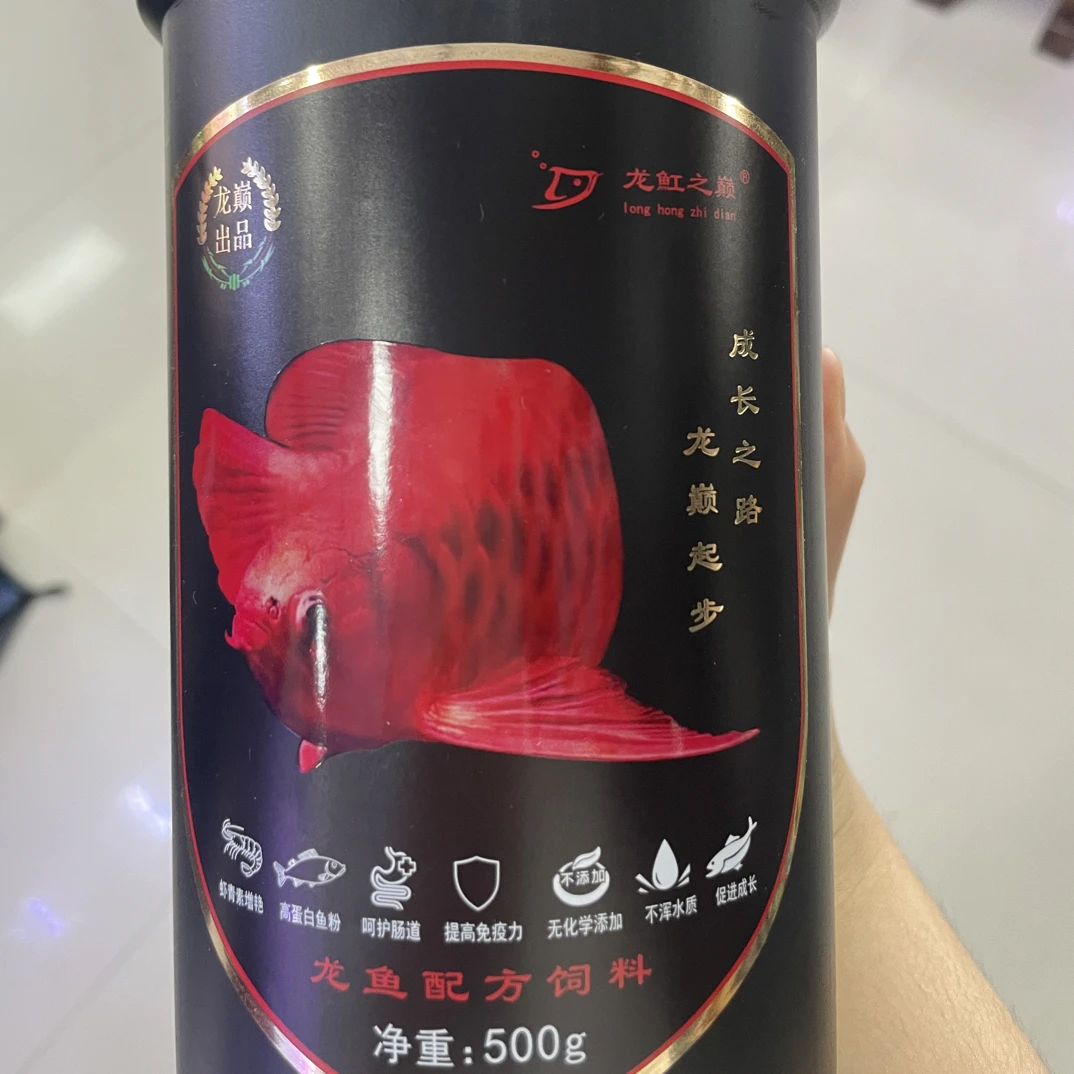 龙巅
出品
龙魟之巅®
long hong zhi dian
成长之路
龙巅起步
不添加
虾青素增艳
高蛋白鱼粉
呵护肠道
提高免疫力
无化学添加
不浑水质
促进成长
龙鱼配方饲料
净重:500g